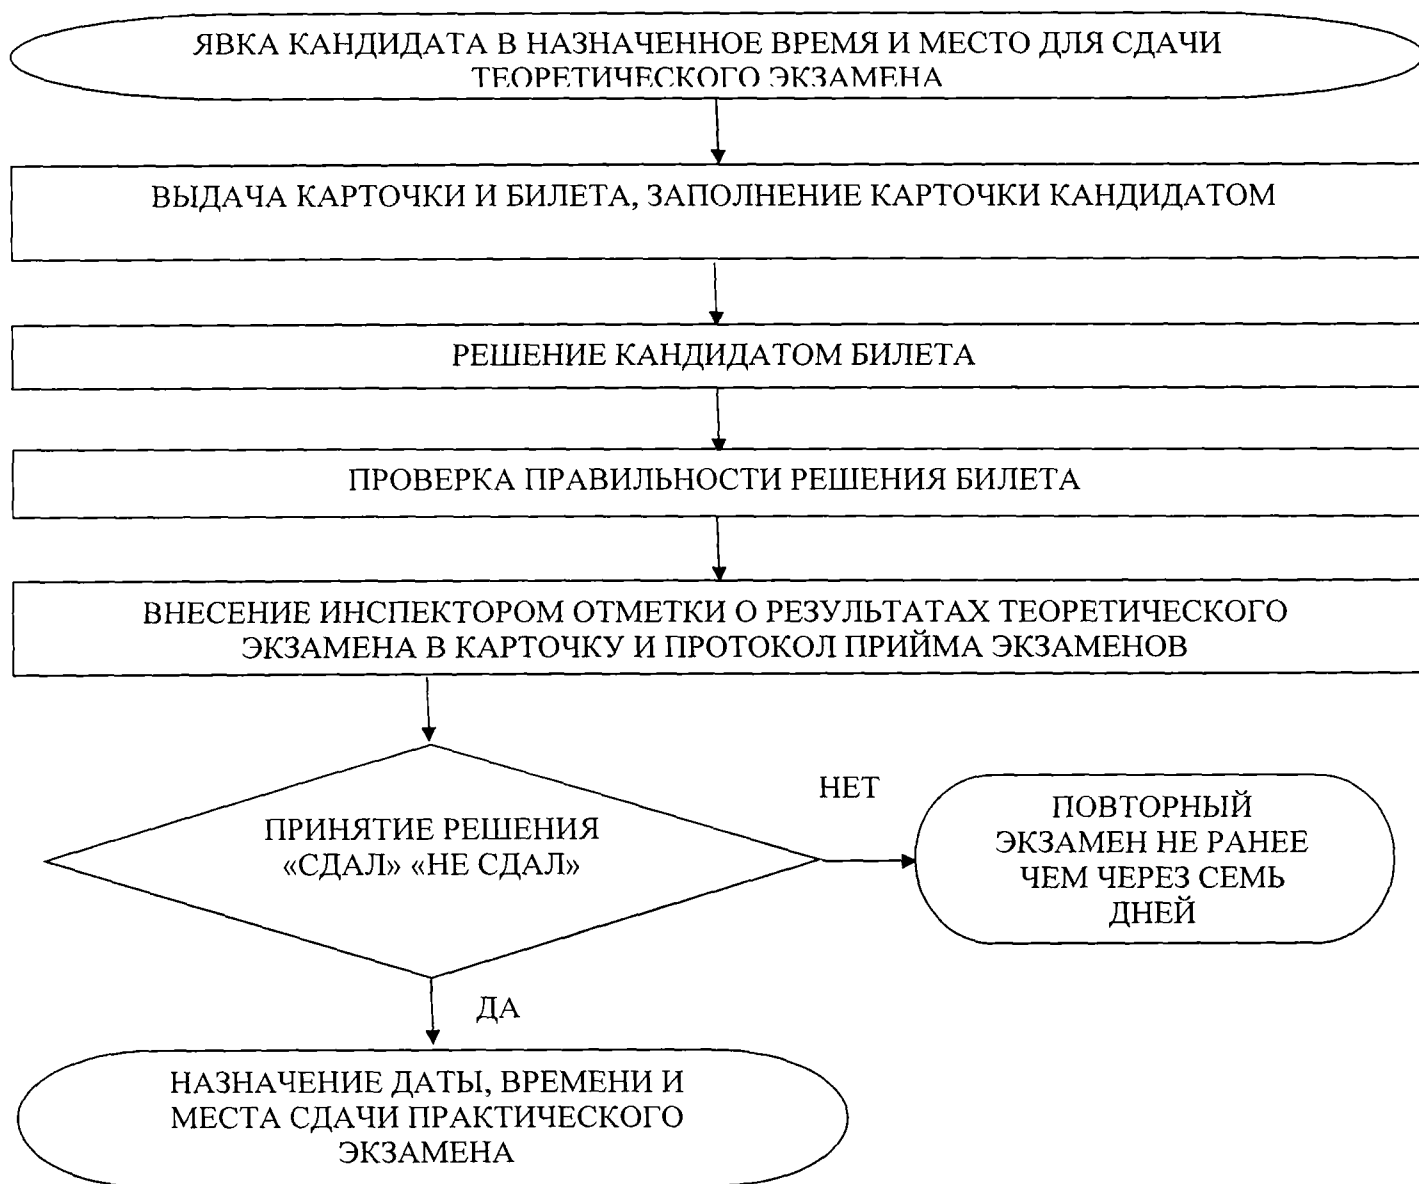 ЯВКА КАНДИДАТА В НАЗНАЧЕННОЕ ВРЕМЯ И МЕСТО ДЛЯ СДАЧИ
ТЕОРЕТИЧЕСКОГО ЭКЗАМЕНА
ВЫДАЧА КАРТОЧКИ И БИЛЕТА, ЗАПОЛНЕНИЕ КАРТОЧКИ КАНДИДАТОМ
РЕШЕНИЕ КАНДИДАТОМ БИЛЕТА
ПРОВЕРКА ПРАВИЛЬНОСТИ РЕШЕНИЯ БИЛЕТА
ВНЕСЕНИЕ ИНСПЕКТОРОМ ОТМЕТКИ О РЕЗУЛЬТАТАХ ТЕОРЕТИЧЕСКОГО
ЭКЗАМЕНА В КАРТОЧКУ И ПРОТОКОЛ ПРИЙМА ЭКЗАМЕНОВ
ПРИНЯТИЕ РЕШЕНИЯ
«СДАЛ» «НЕ СДАЛ»
НЕТ
ПОВТОРНЫЙ
ЭКЗАМЕН НЕ РАНЕЕ
ЧЕМ ЧЕРЕЗ СЕМЬ
ДНЕЙ
ДА
НАЗНАЧЕНИЕ ДАТЫ, ВРЕМЕНИ И
МЕСТА СДАЧИ ПРАКТИЧЕСКОГО
ЭКЗАМЕНА